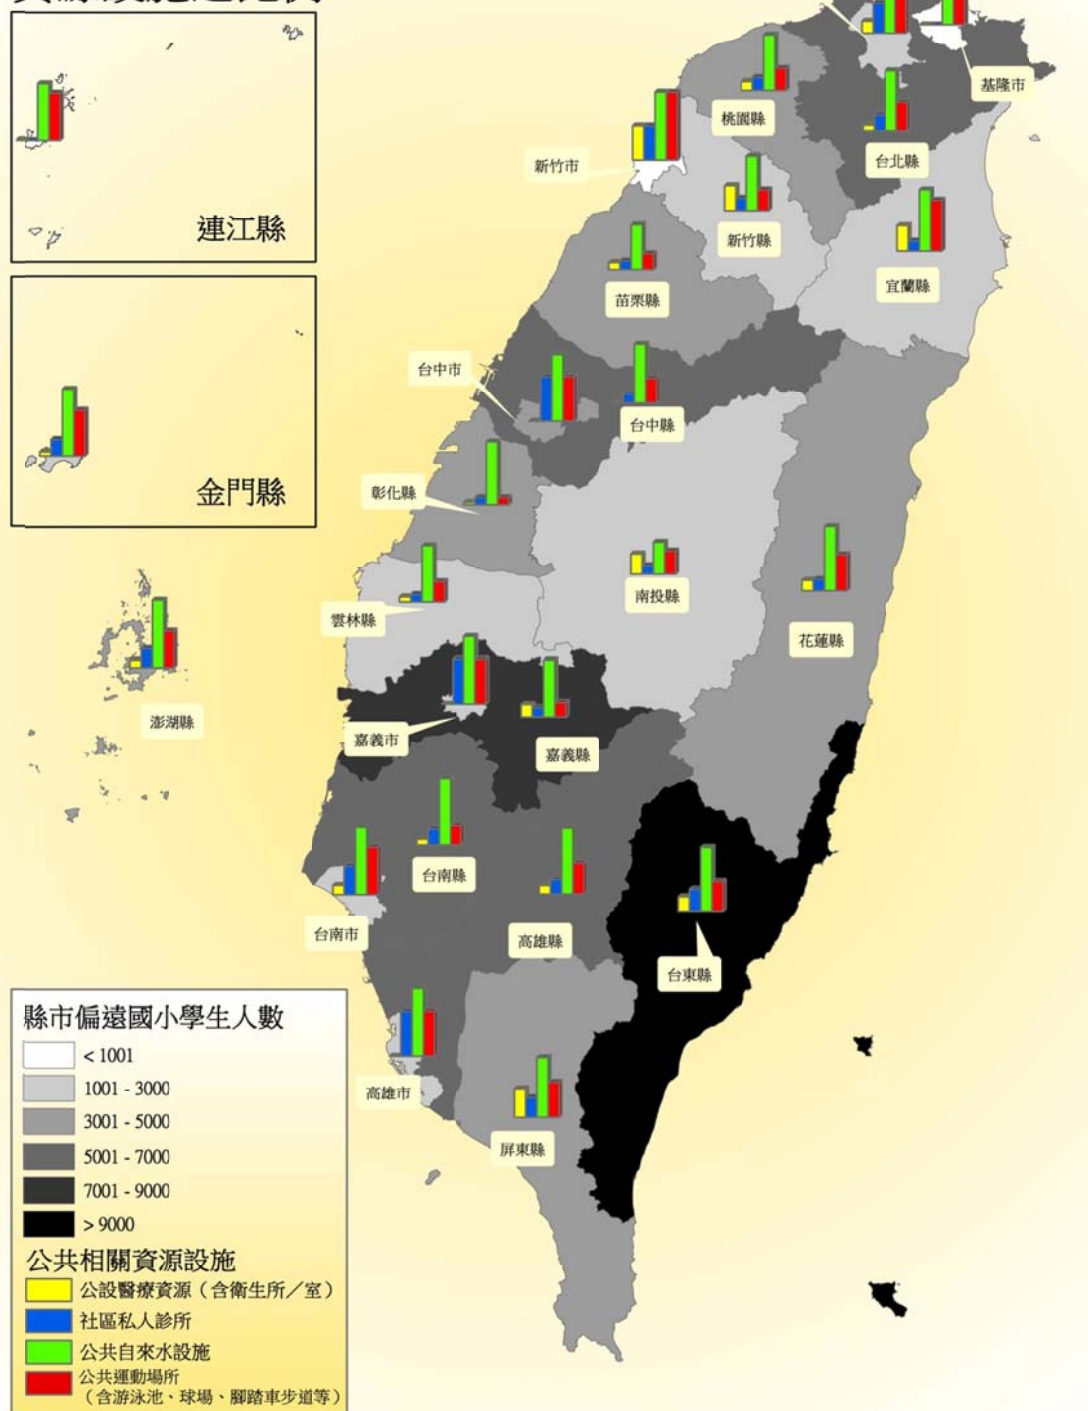 連江縣
金門縣
基隆市
桃園縣
台北縣
新竹市
新竹縣
宜蘭縣
苗栗縣
台中市
台中縣
彰化縣
南投縣
雲林縣
花蓮縣
澎湖縣
嘉義市
嘉義縣
台南縣
台南市
高雄縣
台東縣
高雄市
屏東縣
縣市偏遠國小學生人數
< 1001
1001 - 3000
3001 - 5000
5001 - 7000
7001 - 9000
> 9000
公共相關資源設施
公設醫療資源（含衛生所／室）
社區私人診所
公共自來水設施
公共運動場所
（含游泳池、球場、腳踏車步道等）